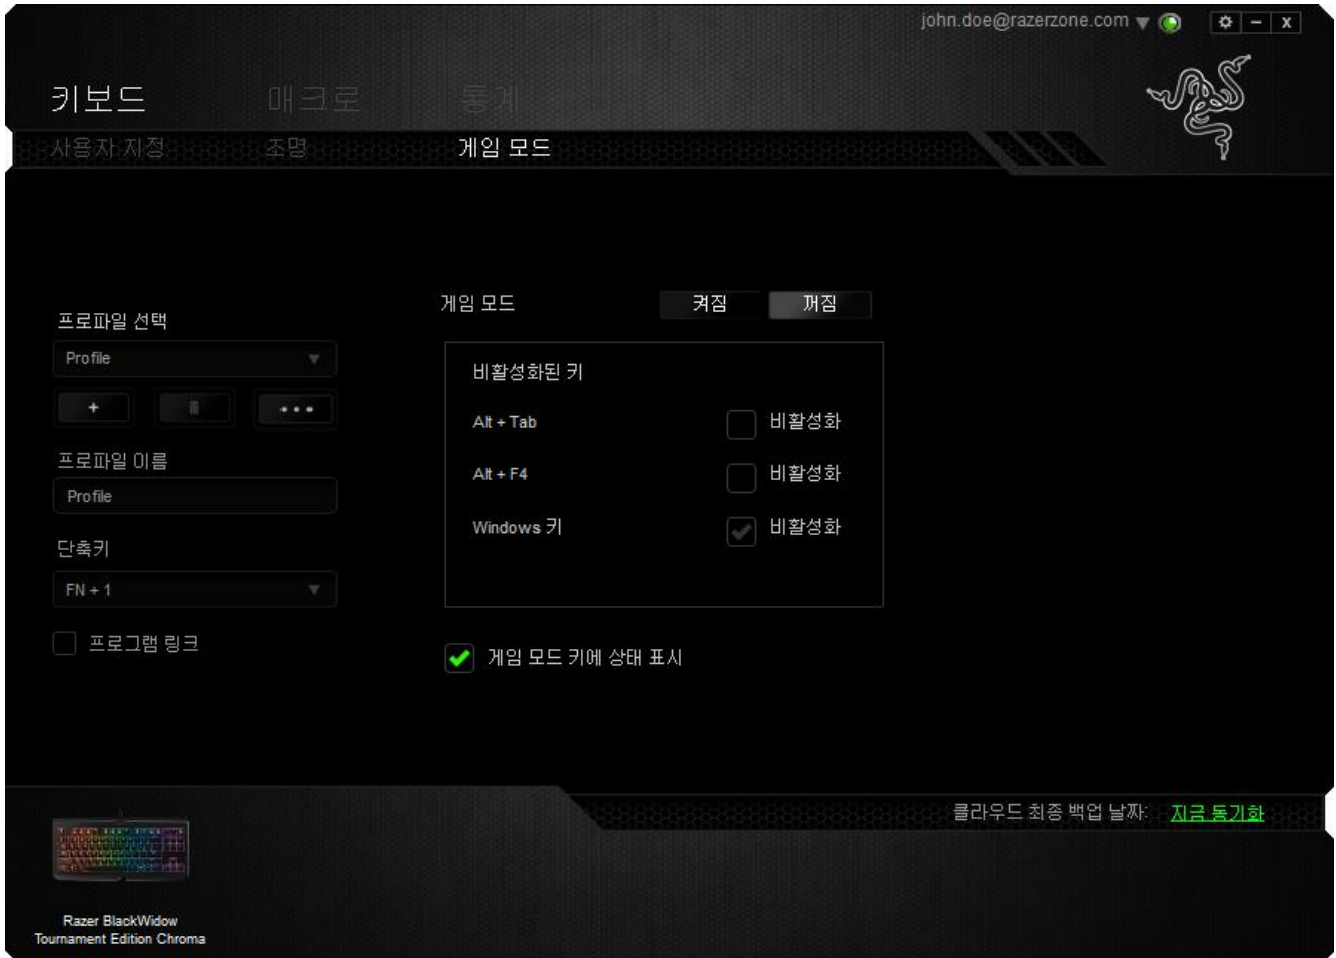 john.doe@razerzone.com
키보드 매크로 통계
사용자 지정 조명 게임 모드
게임 모드 켜짐 꺼짐
프로파일 선택
Profile
프로파일 이름
Profile
단축키
FN + 1
프로그램 링크
비활성화된 키
Alt + Tab 비활성화
Alt + F4 비활성화
Windows 키 비활성화
게임 모드 키에 상태 표시
클라우드 최종 백업 날짜: 지금 동기화
Razer BlackWidow
Tournament Edition Chroma